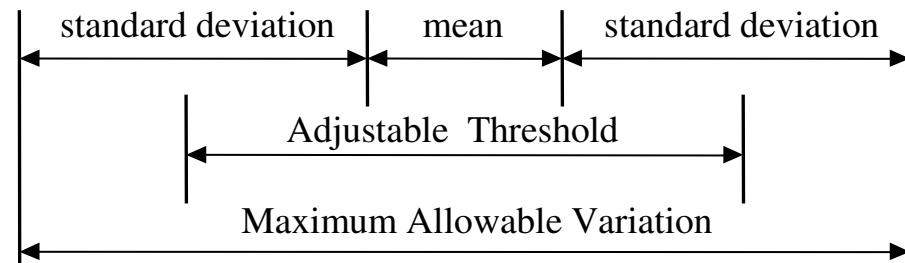 standard deviation mean standard deviation
Adjustable Threshold
Maximum Allowable Variation